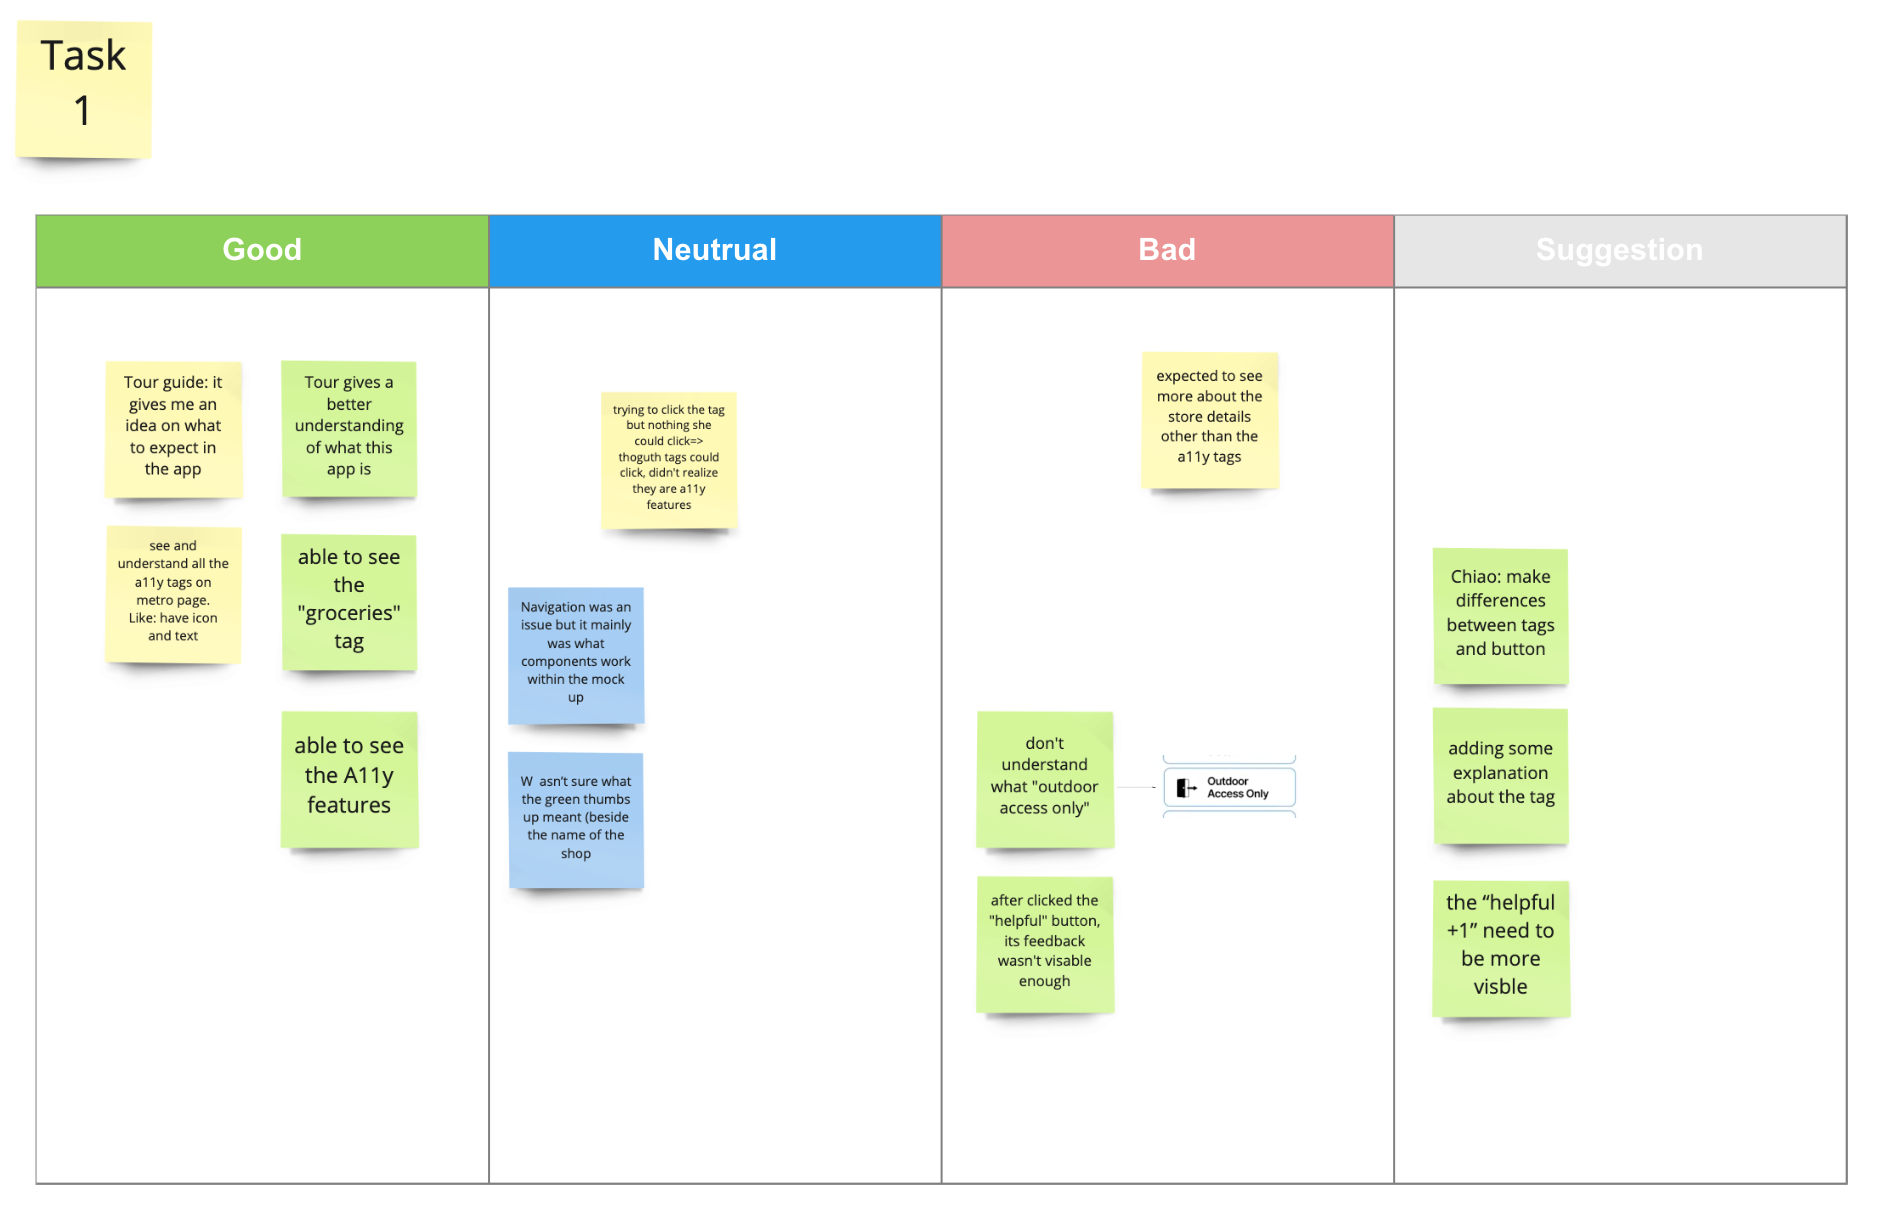 Task
1
Good
Neutrual
Bad
Suggestion
Tour guide: it
gives me an
idea on what
to expect in
the app
Tour gives a
better
understanding
of what this
app is
see and
understand all the
a11y tags on
metro page.
Like: have icon
and text
able to see
the
"groceries"
tag
able to see
the A11y
features
trying to click the tag
but nothing she
could click=>
thoguth tags could
click, didn't realize
they are a11y
features
Navigation was an
issue but it mainly
was what
components work
within the mock
up
W  asn't sure what
the green thumbs
up meant (beside
the name of the
shop
expected to see
more about the
store details
other than the
a11y tags
don't
understand
what "outdoor
access only"
Outdoor
Access Only
after clicked the
"helpful" button,
its feedback
wasn't visable
enough
Chiao: make
differences
between tags
and button
adding some
explanation
about the tag
the “helpful
+1” need to
be more
visble